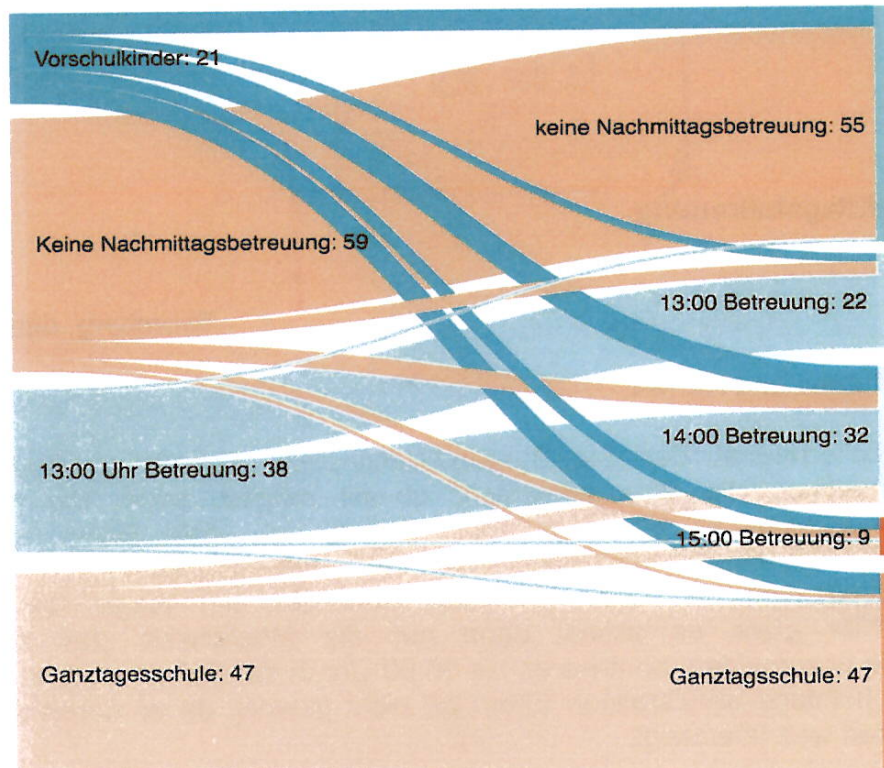 Vorschulkinder: 21
keine Nachmittagsbetreuung: 55
Keine Nachmittagsbetreuung: 59
13:00 Betreuung: 22
14:00 Betreuung: 32
13:00 Uhr Betreuung: 38
15:00 Betreuung: 9
Ganztagesschule: 47
Ganztagsschule: 47